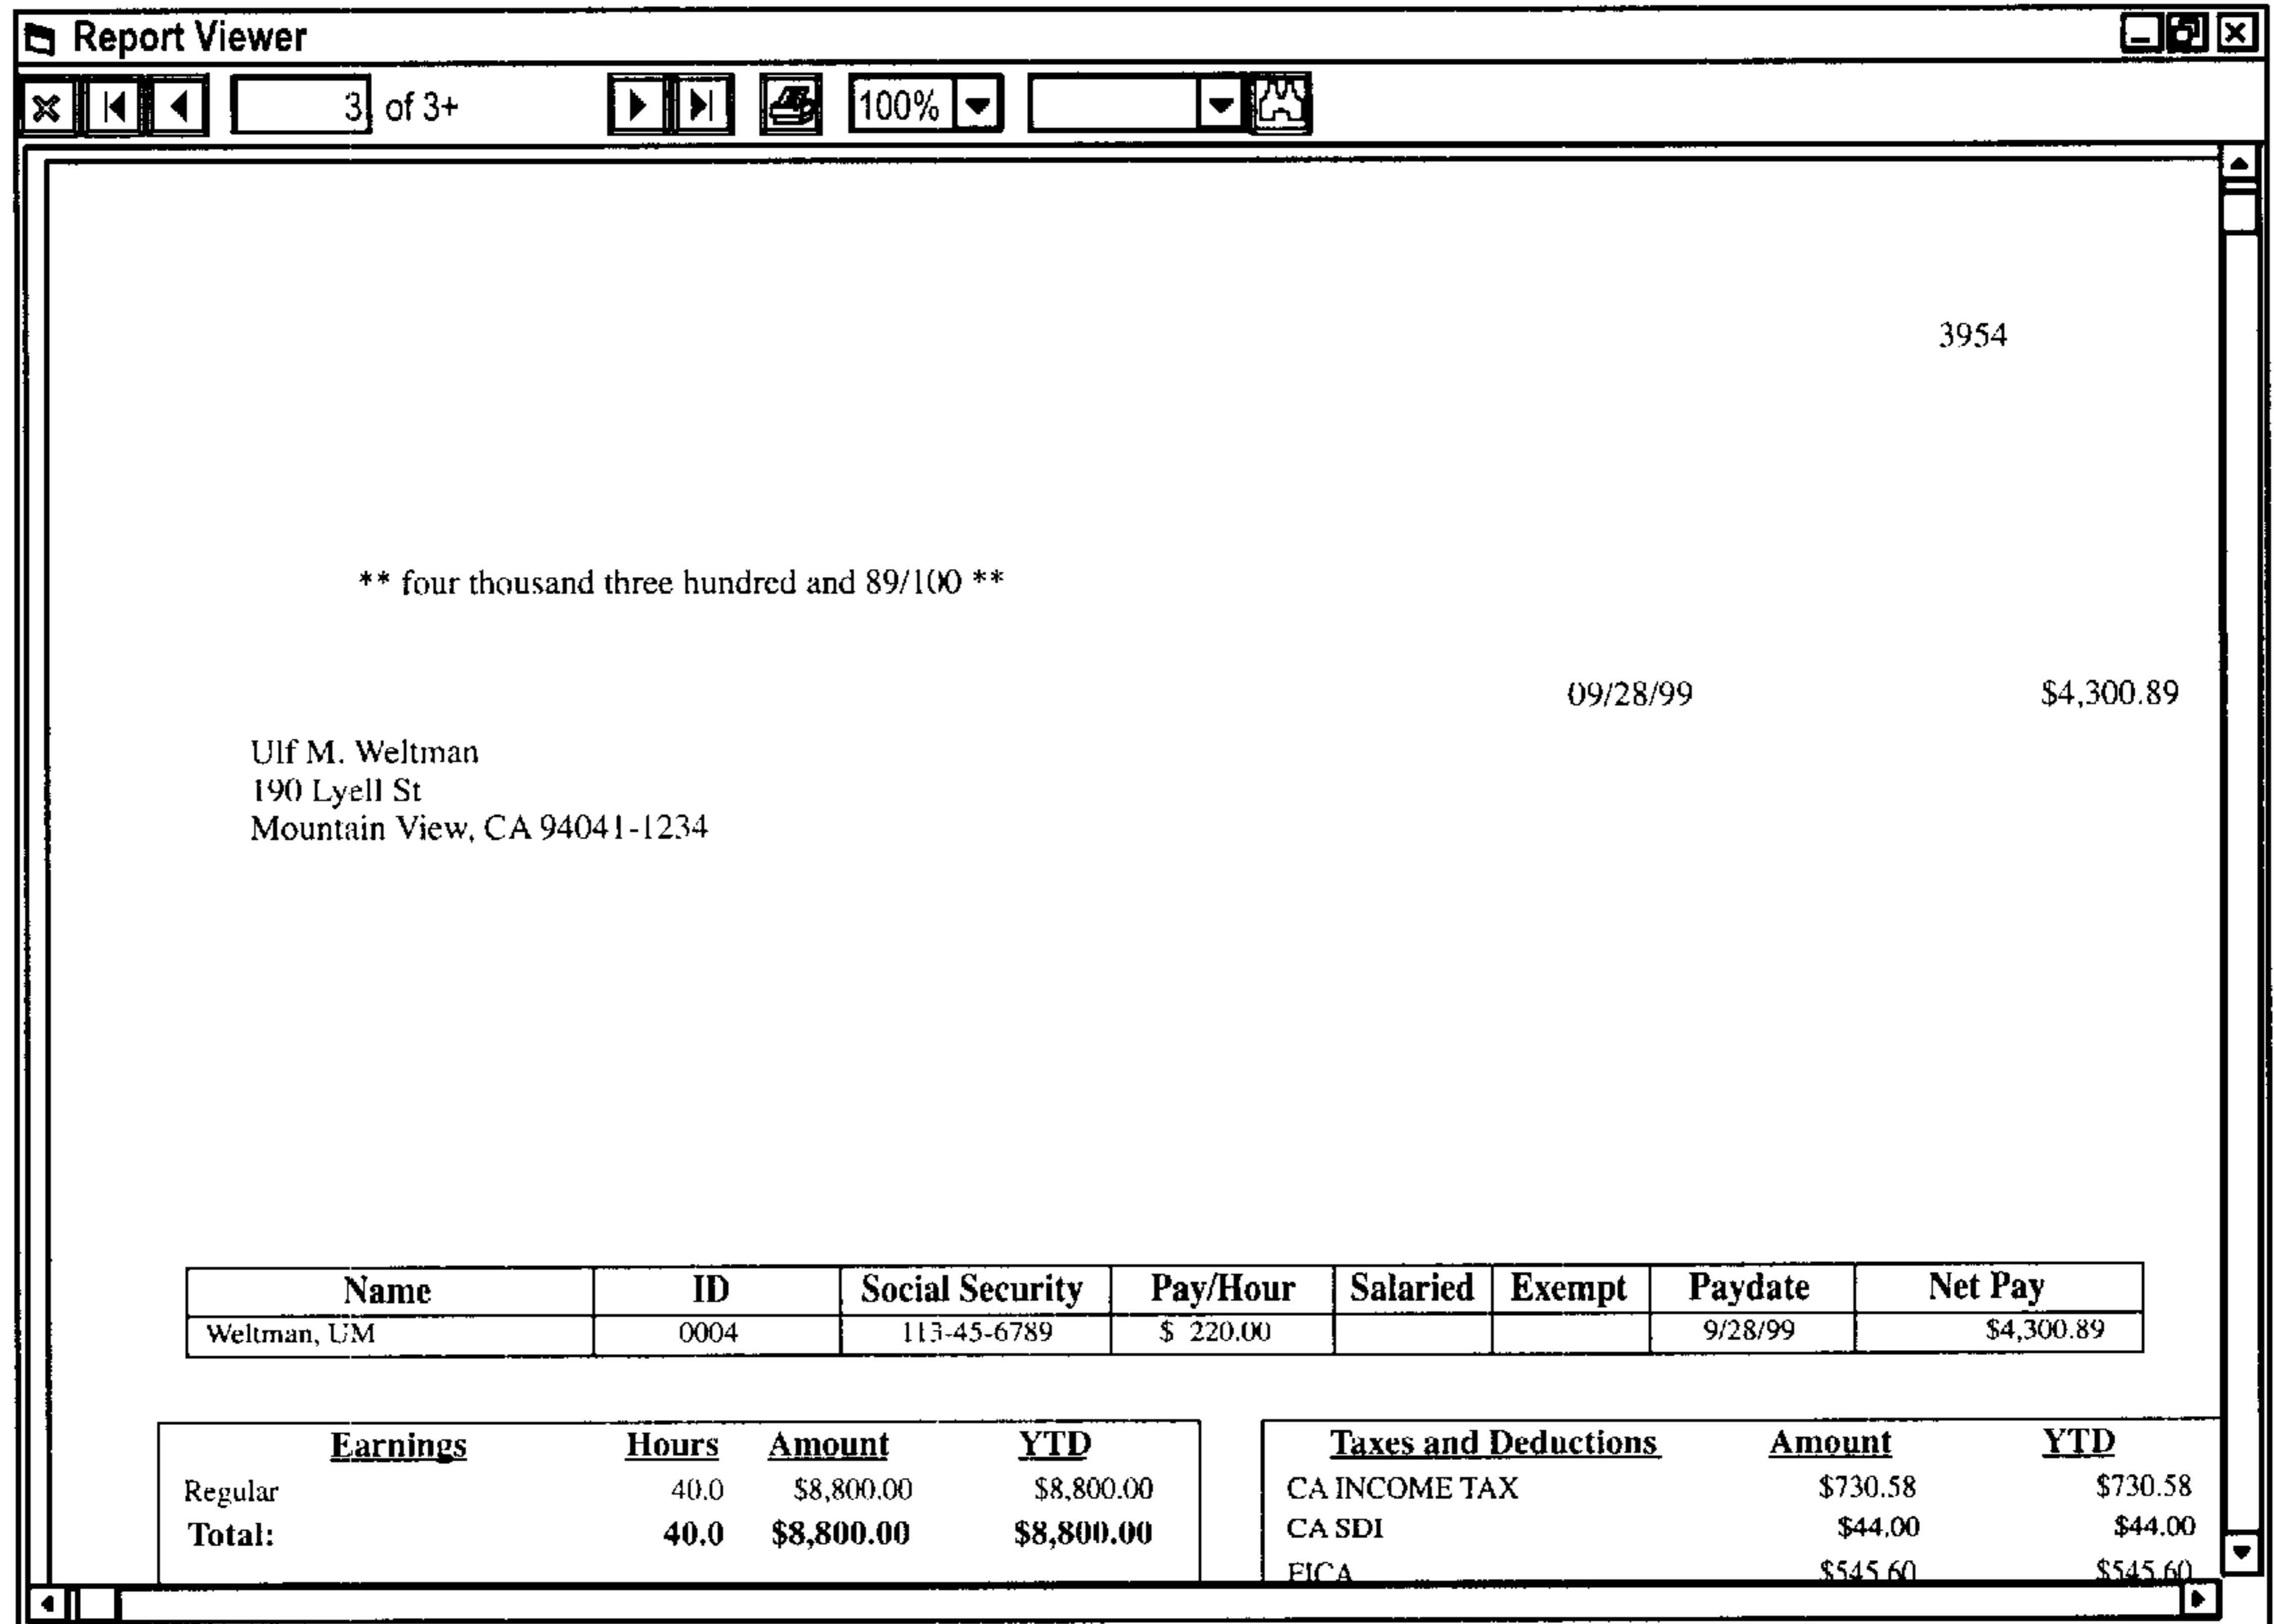 Report Viewer
3 of 3+ 100%
3954
** four thousand three hundred and 89/100 **
09/28/99 $4,300.89
Ulf M. Weltman
190 Lyell St
Mountain View, CA 94041-1234
Name ID Social Security Pay/Hour Salaried Exempt Paydate Net Pay
Weltman, UM 0004 113-45-6789 $ 220.00 9/28/99 $4,300.89
Earnings Hours Amount YTD Taxes and Deductions Amount YTD
Regular 40.0 $8,800.00 $8,800.00 CA INCOME TAX $730.58 $730.58
Total: 40.0 $8,800.00 $8,800.00 CA SDI $44.00 $44.00
FICA $545.60 $545.60